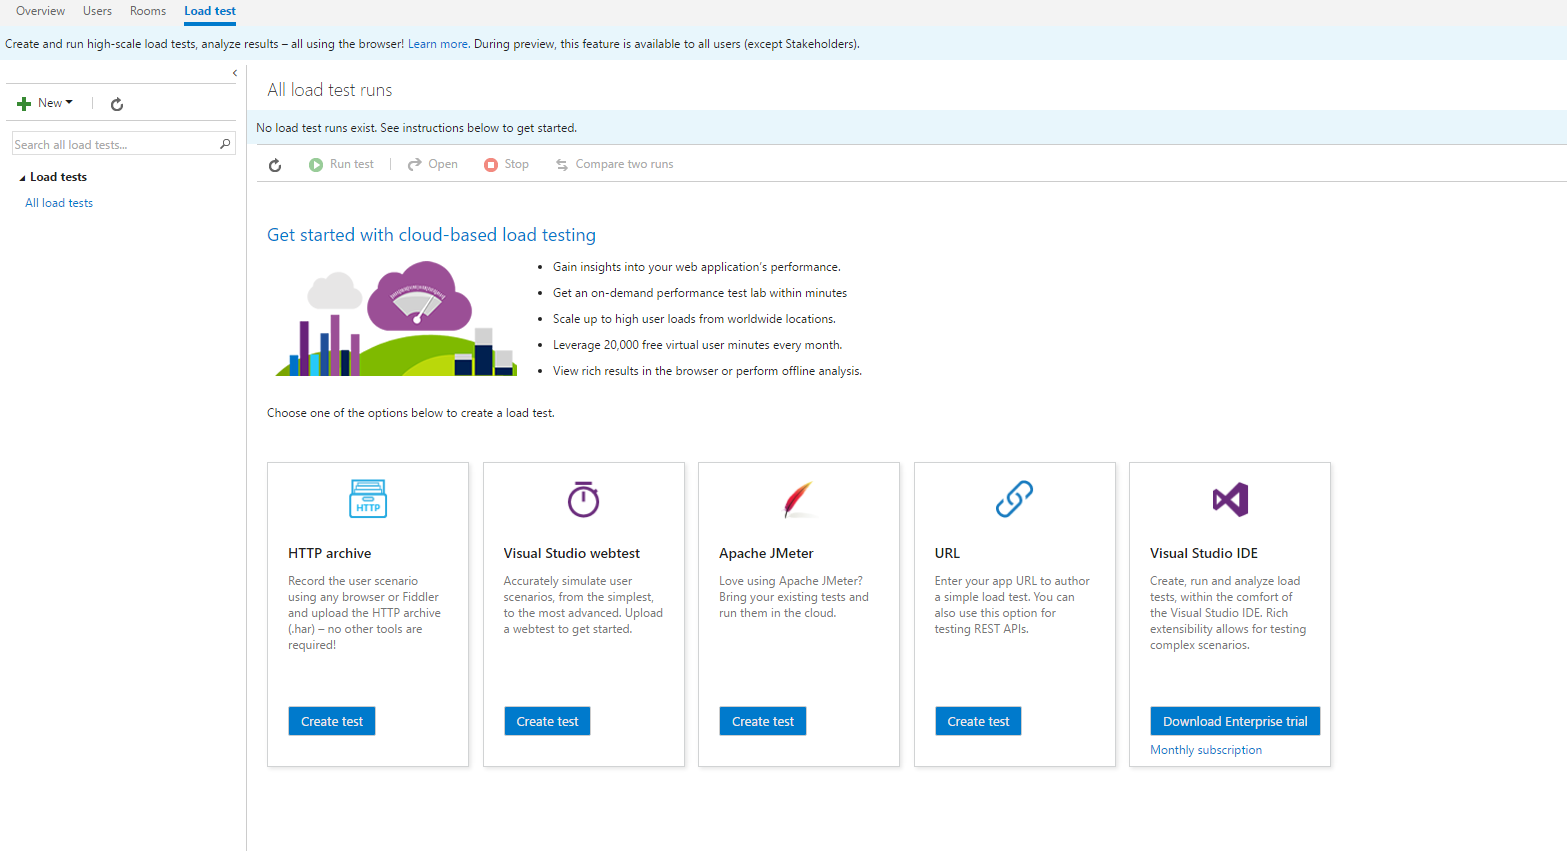 Overview Users Rooms Load test
Create and run high-scale load tests, analyze results – all using the browser! Learn more. During preview, this feature is available to all users (except Stakeholders).
New
Search all load tests...
Load tests
All load tests
All load test runs
No load test runs exist. See instructions below to get started.
Run test Open Stop Compare two runs
Get started with cloud-based load testing
Gain insights into your web application's performance.
Get an on-demand performance test lab within minutes
Scale up to high user loads from worldwide locations.
Leverage 20,000 free virtual user minutes every month.
View rich results in the browser or perform offline analysis.
Choose one of the options below to create a load test.
HTTP
HTTP archive
Record the user scenario
using any browser or Fiddler
and upload the HTTP archive
(.har) – no other tools are
required!
Create test
Visual Studio webtest
Accurately simulate user
scenarios, from the simplest,
to the most advanced. Upload
a webtest to get started.
Create test
Apache JMeter
Love using Apache JMeter?
Bring your existing tests and
run them in the cloud.
Create test
URL
Enter your app URL to author
a simple load test. You can
also use this option for
testing REST APIs.
Create test
Visual Studio IDE
Create, run and analyze load
tests, within the comfort of
the Visual Studio IDE. Rich
extensibility allows for testing
complex scenarios.
Download Enterprise trial
Monthly subscription